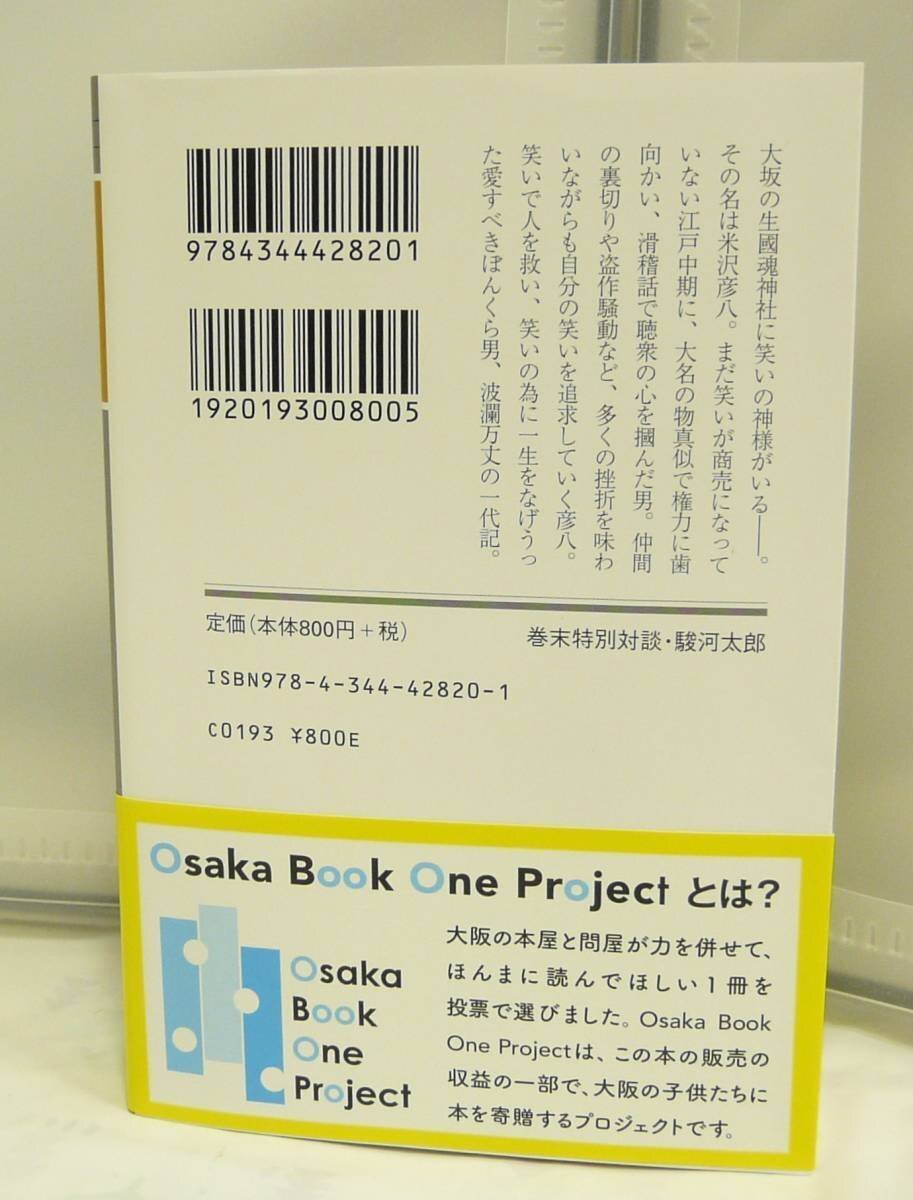 大坂の生國魂神社に笑いの神様がいる――。
その名は米沢彦八。まだ笑いが商売になって
いない江戸中期に、大名の物真似で権力に歯
向かい、滑稽話で聴衆の心を摑んだ男。仲間
の裏切りや盗作騒動など、多くの挫折を味わ
いながらも自分の笑いを追求していく彦八。
笑いで人を救い、笑いの為に一生をなげうっ
た愛すべきぼんくら男、波瀾万丈の一代記。
9784344428201
1920193008005
定価(本体800円+税)
巻末特別対談・駿河太郎
ISBN978-4-344-42820-1
C0193 ¥800E
Osaka Book One Project とは?
Osaka
Book
One
Project
大阪の本屋と問屋が力を併せて、
ほんまに読んでほしい1冊を
投票で選びました。Osaka Book
One Projectは、この本の販売の
収益の一部で、大阪の子供たちに
本を寄贈するプロジェクトです。